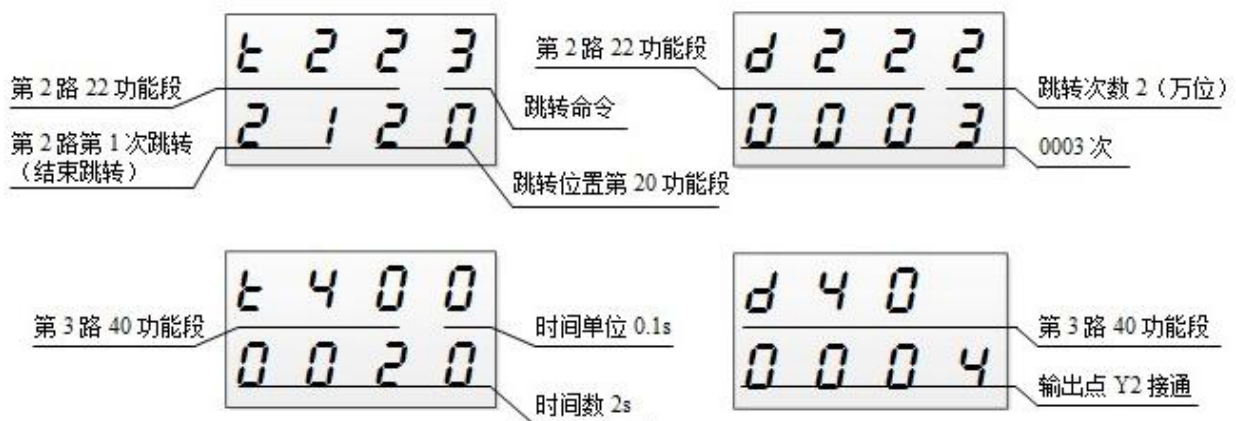 t 2 2 3
2 1 2 0
第 2 路 22 功能段
第 2 路第 1 次跳转
（结束跳转）
跳转命令
跳转位置第 20 功能段
第 2 路 22 功能段
d 2 2 2
0 0 0 3
跳转次数 2（万位）
0003 次
第 3 路 40 功能段
t 4 0 0
0 0 2 0
时间单位 0.1s
时间数 2s
d 4 0
0 0 0 4
第 3 路 40 功能段
输出点 Y2 接通